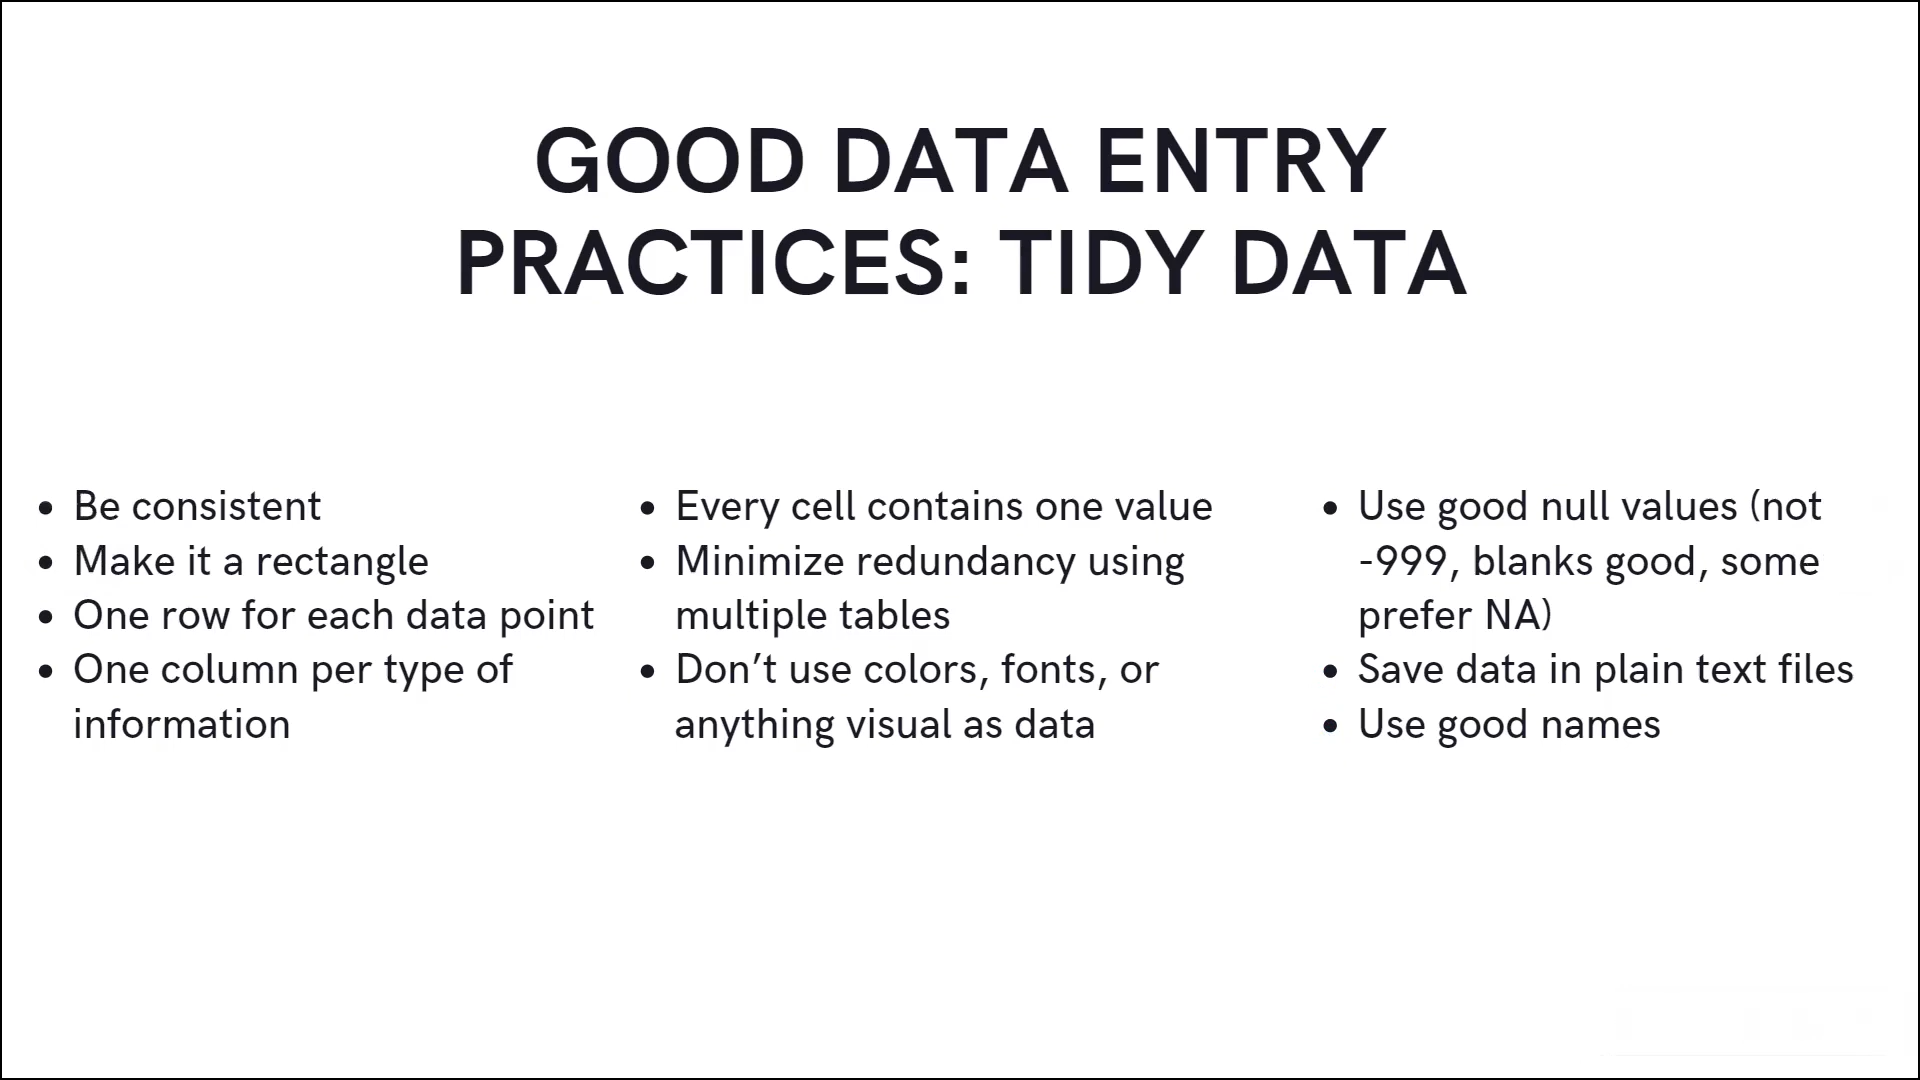 GOOD DATA ENTRY
PRACTICES: TIDY DATA
• Be consistent
• Make it a rectangle
• One row for each data point
• One column per type of
information
• Every cell contains one value
• Minimize redundancy using
multiple tables
• Don’t use colors, fonts, or
anything visual as data
• Use good null values (not
-999, blanks good, some
prefer NA)
• Save data in plain text files
• Use good names